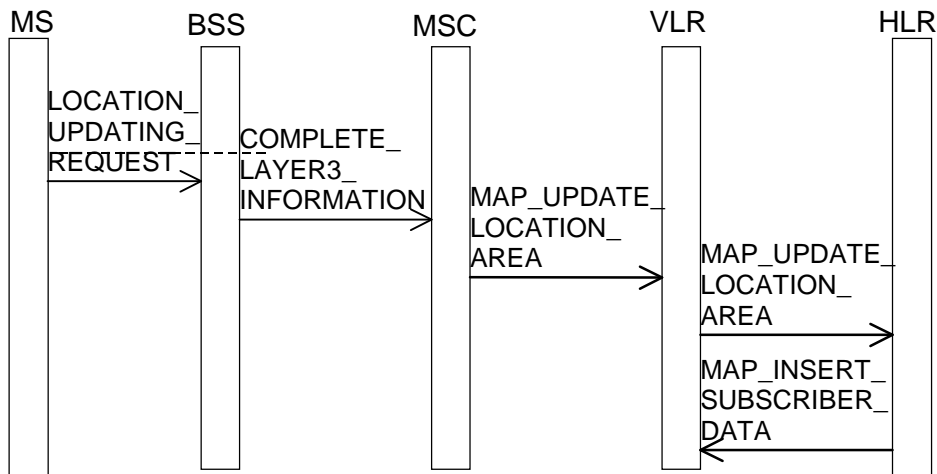 MS
BSS
MSC
VLR
HLR
LOCATION_
UPDATING_
REQUEST
COMPLETE_
LAYER3_
INFORMATION
MAP_UPDATE_
LOCATION_
AREA
MAP_UPDATE_
LOCATION_
AREA
MAP_INSERT_
SUBSCRIBER_
DATA